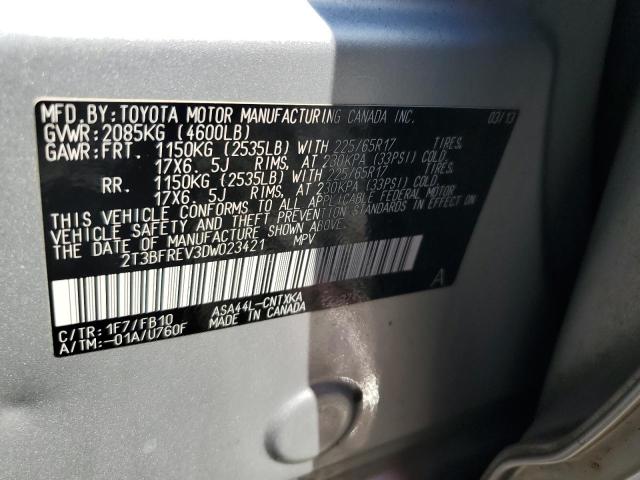 MFD.BY:TOYOTA MOTOR MANUFACTURING CANADA INC. 03/13
GVWR:2085KG (4600LB)
GAWR:FRT. 1150KG (2535LB) WITH 225/65R17 TIRES,
17X6.5J RIMS, AT 230KPA (33PSI) COLD
RR. 1150KG (2535LB) WITH 225/65R17 TIRES,
17X6.5J RIMS, AT 230KPA (33PSI) COLD
THIS VEHICLE CONFORMS TO ALL APPLICABLE FEDERAL MOTOR
VEHICLE SAFETY AND THEFT PREVENTION STANDARDS IN EFFECT ON
THE DATE OF MANUFACTURE SHOWN ABOVE.
2T3BFREV3DW023421 MPV
A
C/TR:1F7/FB10 ASA44L-CNTXKA
A/TM:-01A/U760F MADE IN CANADA